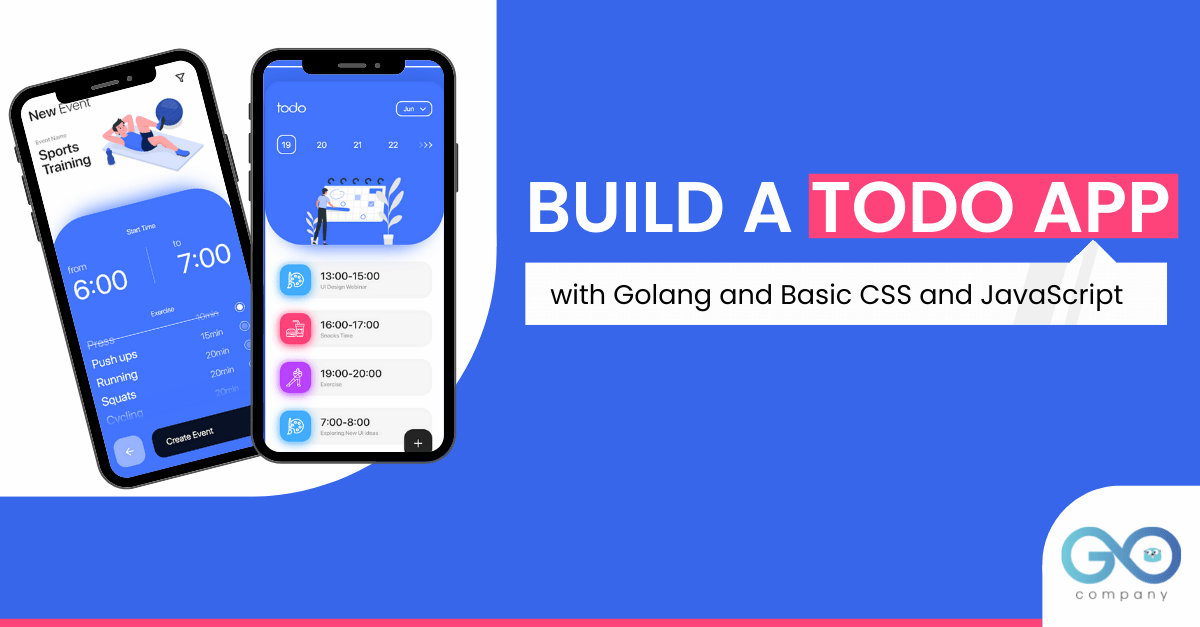 New Event
Event Name
Sports
Training
Start Time
from
6:00
to
7:00
Exercise
Press 10min
Push ups 15min
Running 20min
Squats 20min
Cycling 20min
Create Event
todo
Jun
19 20 21 22
13:00-15:00
UI Design Webinar
16:00-17:00
Snacks Time
19:00-20:00
Exercise
7:00-8:00
Exploring New UI Ideas
BUILD A TODO APP
with Golang and Basic CSS and JavaScript
GO
company